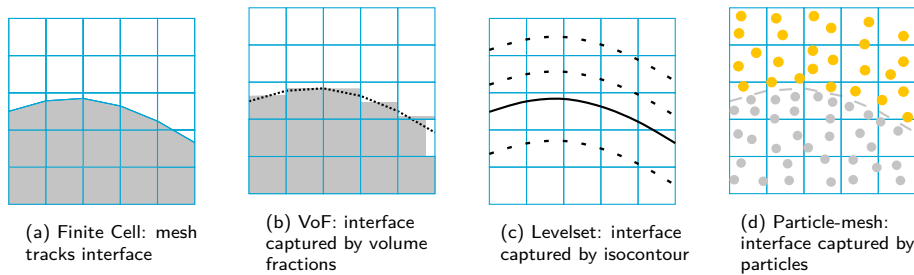 (a) Finite Cell: mesh
tracks interface
(b) VoF: interface
captured by volume
fractions
(c) Levelset: interface
captured by isocontour
(d) Particle-mesh:
interface captured by
particles